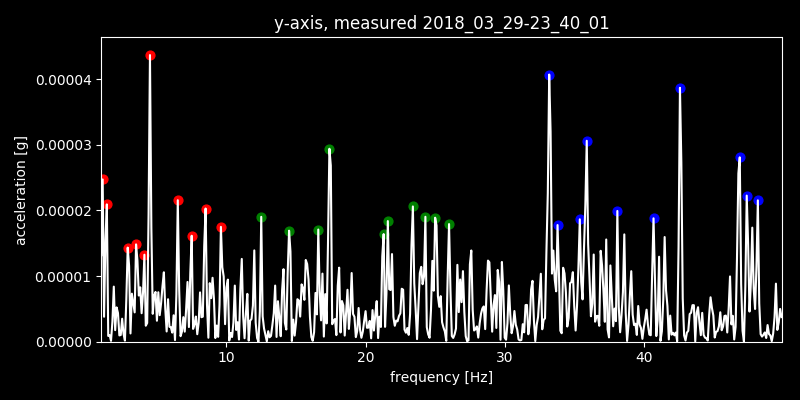 y-axis, measured 2018_03_29-23_40_01
0.00004
0.00003
0.00002
0.00001
0.00000
acceleration [g]
10 20 30 40
frequency [Hz]